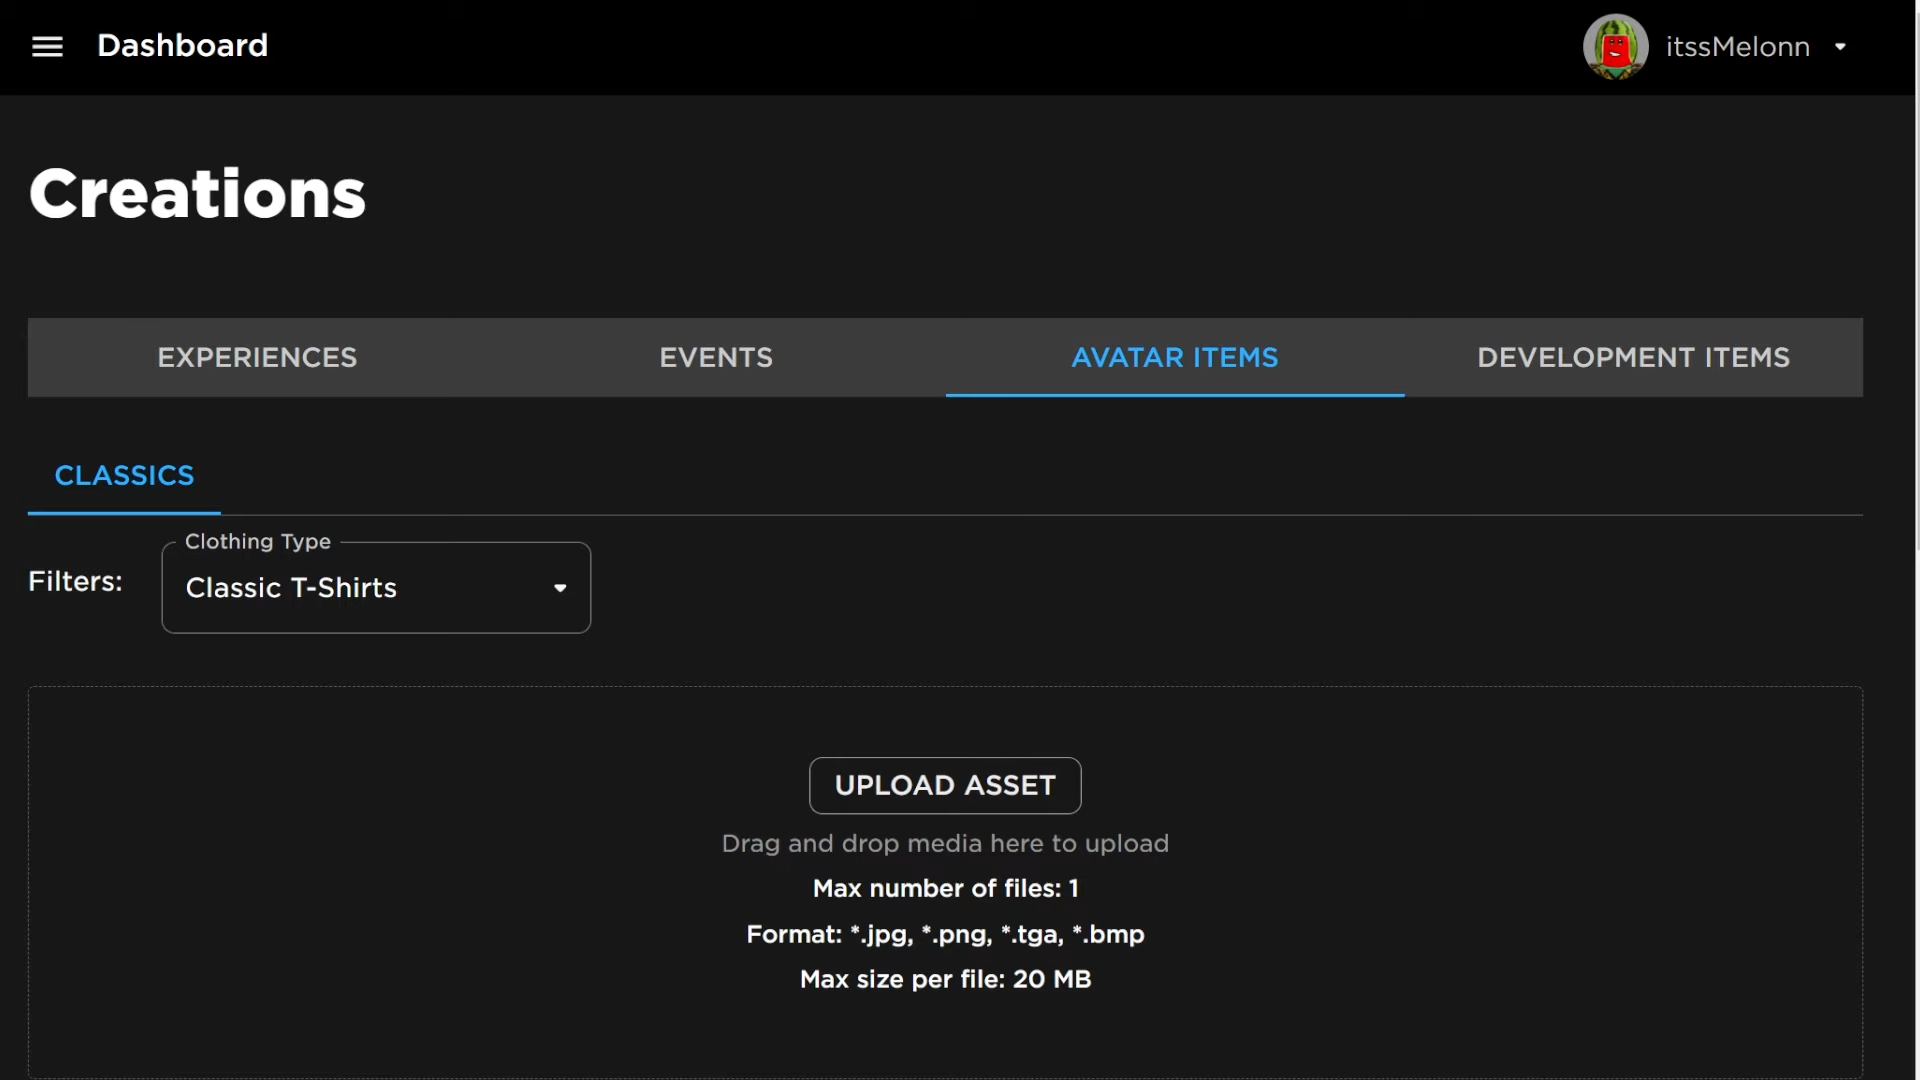 Dashboard
itssMelonn
Creations
EXPERIENCES
EVENTS
AVATAR ITEMS
DEVELOPMENT ITEMS
CLASSICS
Filters:
Clothing Type
Classic T-Shirts
UPLOAD ASSET
Drag and drop media here to upload
Max number of files: 1
Format: *.jpg, *.png, *.tga, *.bmp
Max size per file: 20 MB